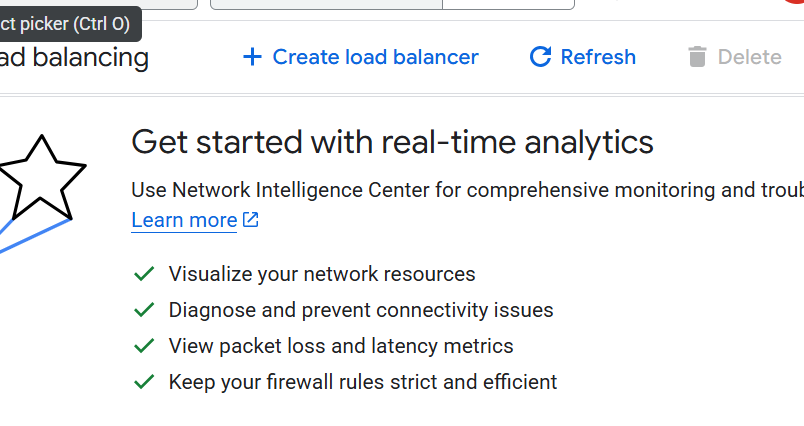 ct picker (Ctrl O)
ad balancing
Create load balancer
Refresh
Delete
Get started with real-time analytics
Use Network Intelligence Center for comprehensive monitoring and troub
Learn more
Visualize your network resources
Diagnose and prevent connectivity issues
View packet loss and latency metrics
Keep your firewall rules strict and efficient